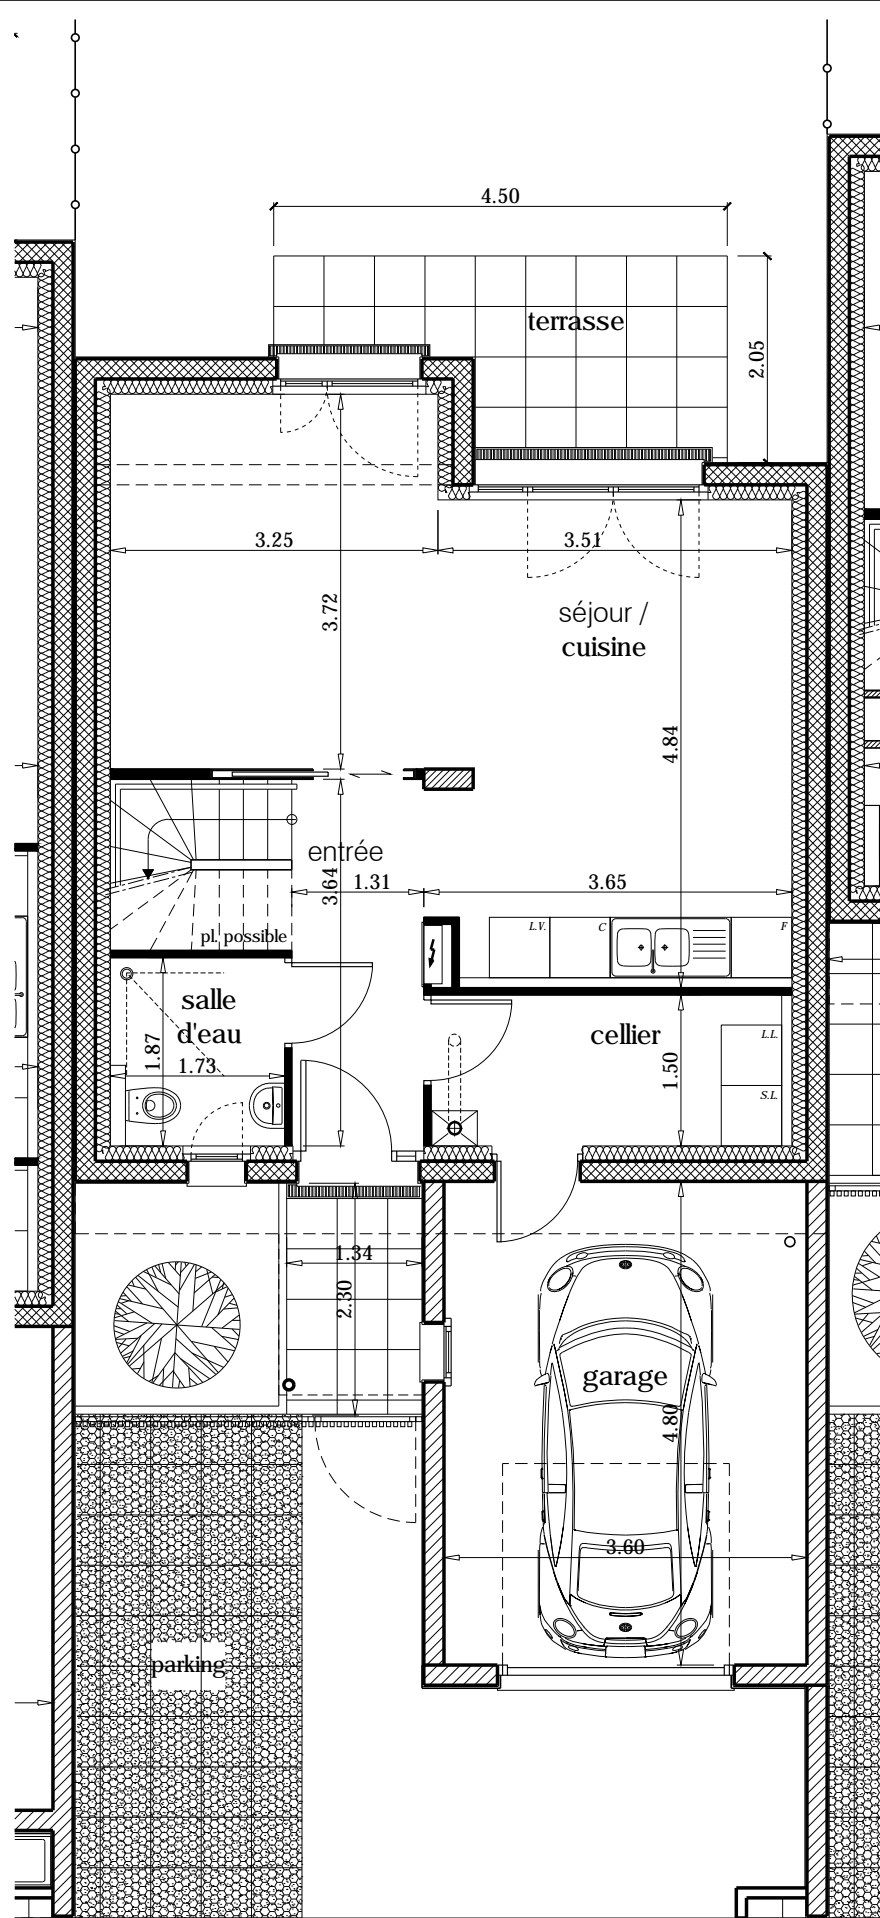 4.50
terrasse
2.05
3.25
3.51
3.72
séjour /
cuisine
4.84
entrée
3.64
1.31
3.65
pl. possible
L.V.
C
F
salle
d'eau
1.87
1.73
cellier
1.50
L.L.
S.L.
1.34
2.30
garage
4.80
3.60
parking